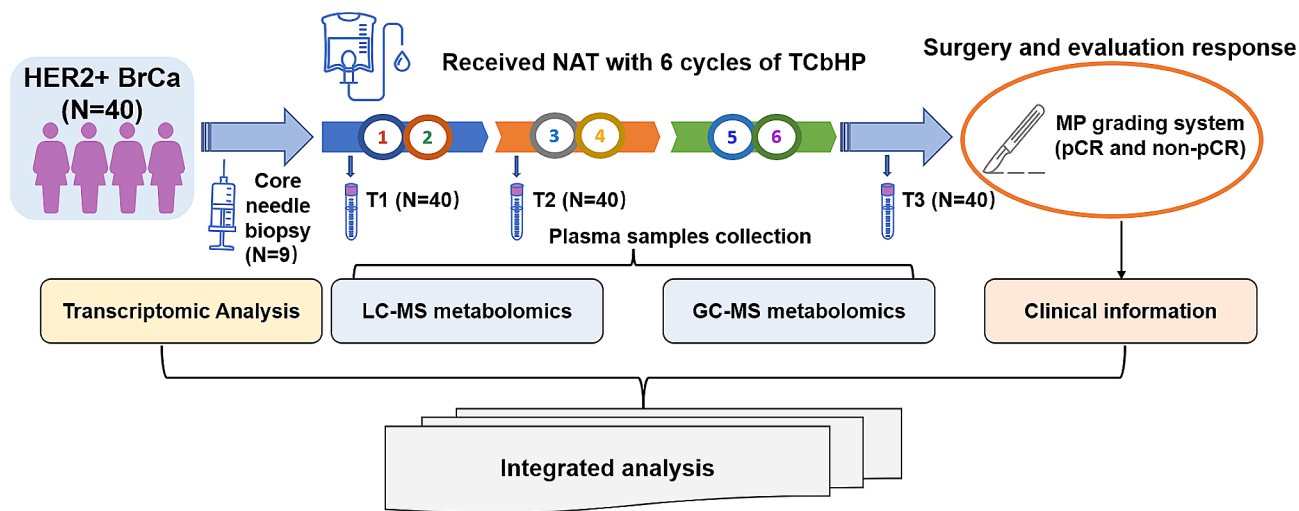 HER2+ BrCa
(N=40)
Received NAT with 6 cycles of TCbHP
Surgery and evaluation response
1
2
3
4
5
6
MP grading system
(pCR and non-pCR)
Core
needle
biopsy
(N=9)
T1 (N=40)
T2 (N=40)
T3 (N=40)
Plasma samples collection
Transcriptomic Analysis
LC-MS metabolomics
GC-MS metabolomics
Clinical information
Integrated analysis